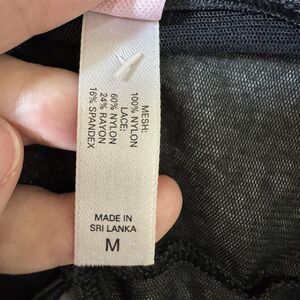 MESH:
100% NYLON
LACE:
60% NYLON
24% RAYON
16% SPANDEX
MADE IN
SRI LANKA
M